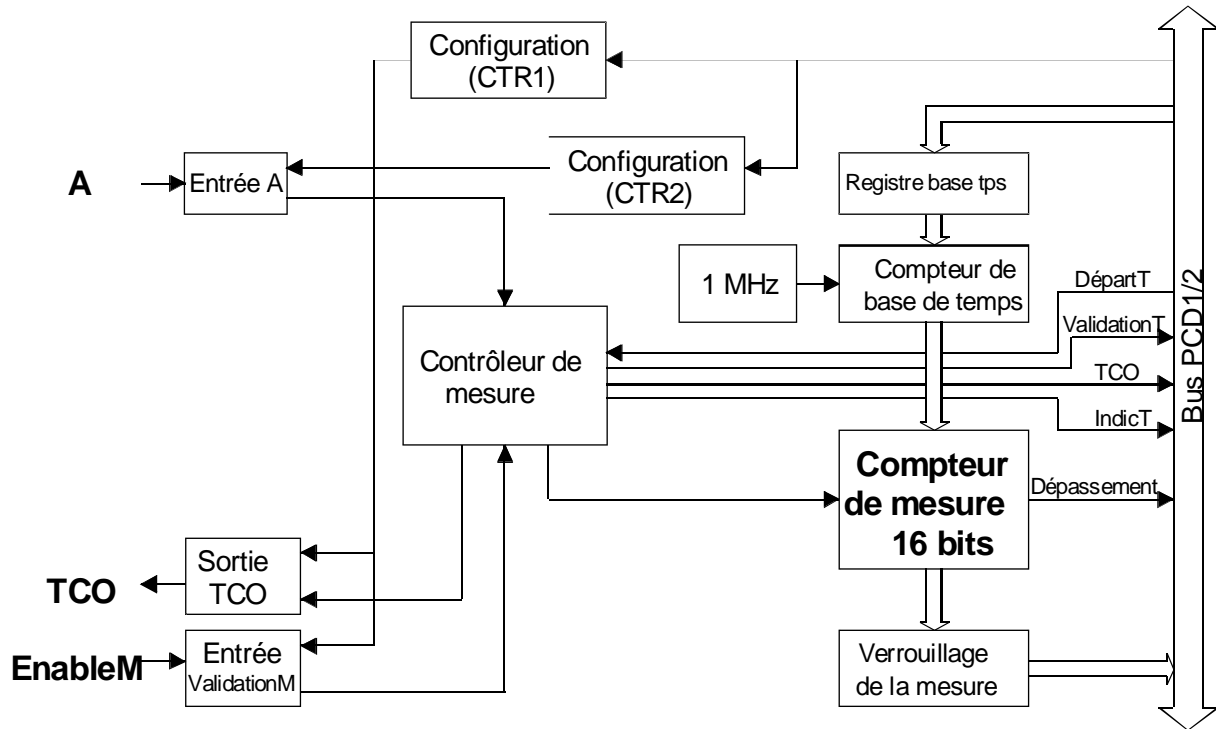 Configuration
(CTR1)
A
Entrée A
Configuration
(CTR2)
Registre base tps
1 MHz
Compteur de
base de temps
DépartT
ValidationT
TCO
IndicT
Bus PCD1/2
Contrôleur de
mesure
Compteur
de mesure
16 bits
Dépassement
TCO
Sortie
TCO
EnableM
Entrée
ValidationM
Verrouillage
de la mesure